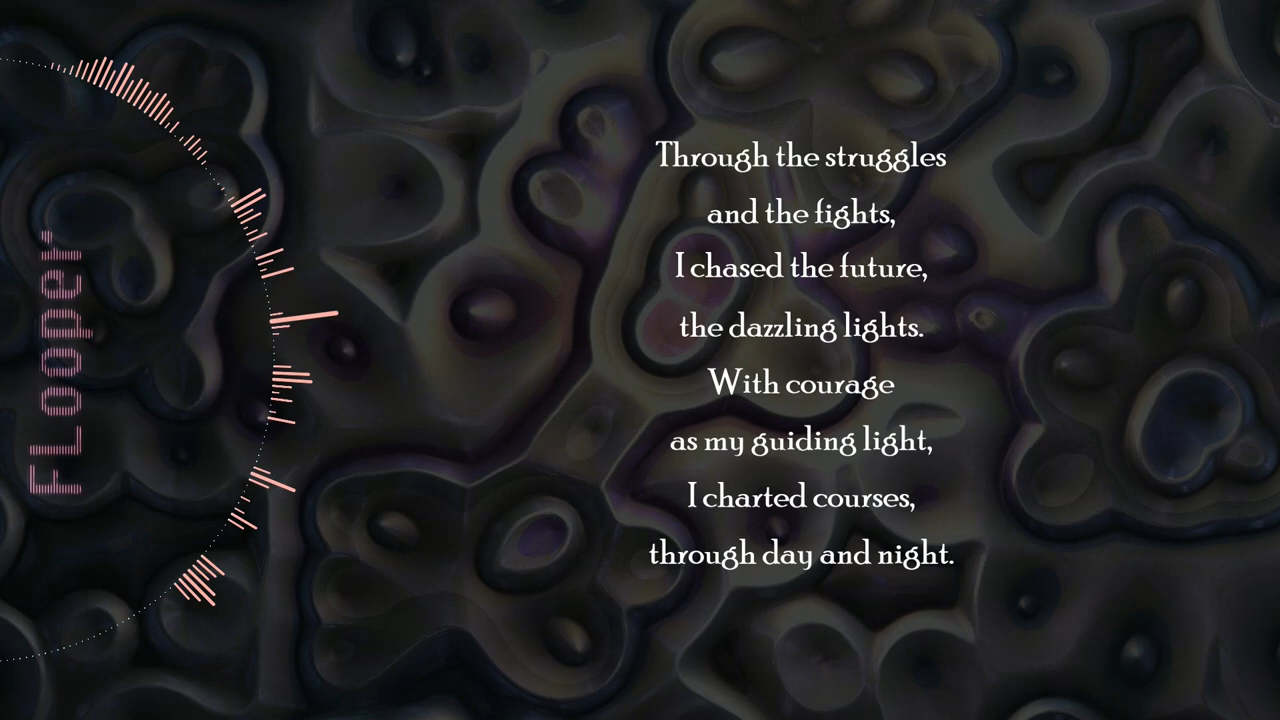 FLooper
Through the struggles
and the fights,
I chased the future,
the dazzling lights.
With courage
as my guiding light,
I charted courses,
through day and night.